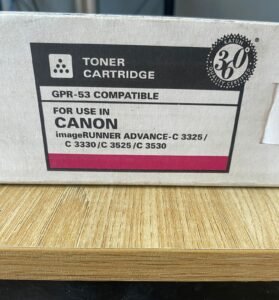 TONER
CARTRIDGE
360
GPR-53 COMPATIBLE
FOR USE IN
CANON
imageRUNNER ADVANCE-C 3325/
C 3330/C 3525/C 3530